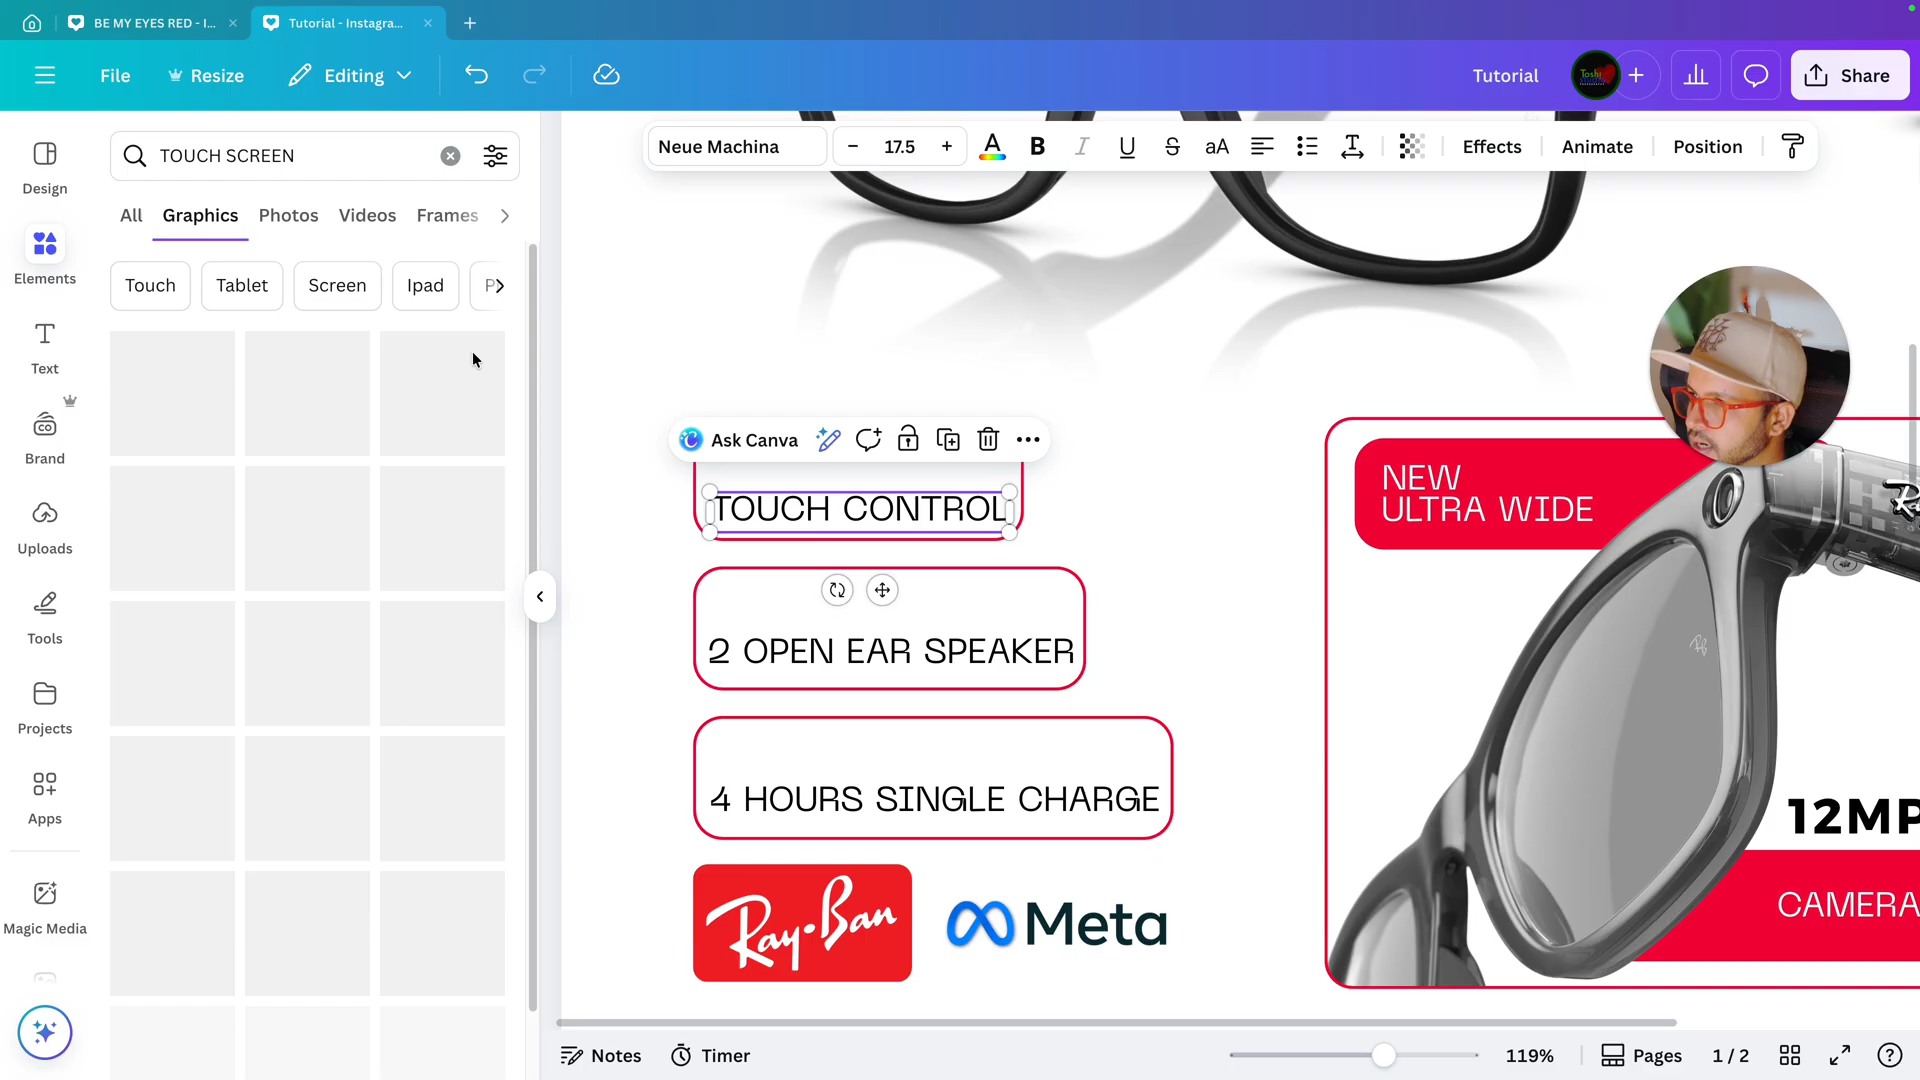 BE MY EYES RED - I...
Tutorial - Instagra...
File
Resize
Editing
Tutorial
Toshi
Share
Design
Elements
Text
Brand
Uploads
Tools
Projects
Apps
Magic Media
TOUCH SCREEN
All
Graphics
Photos
Videos
Frames
Touch
Tablet
Screen
Ipad
Neue Machina
17.5
A
B
I
U
S
aA
Effects
Animate
Position
Ask Canva
TOUCH CONTROL
2 OPEN EAR SPEAKER
4 HOURS SINGLE CHARGE
Ray-Ban
Meta
NEW
ULTRA WIDE
12MP
CAMERA
Notes
Timer
119%
Pages
1 / 2